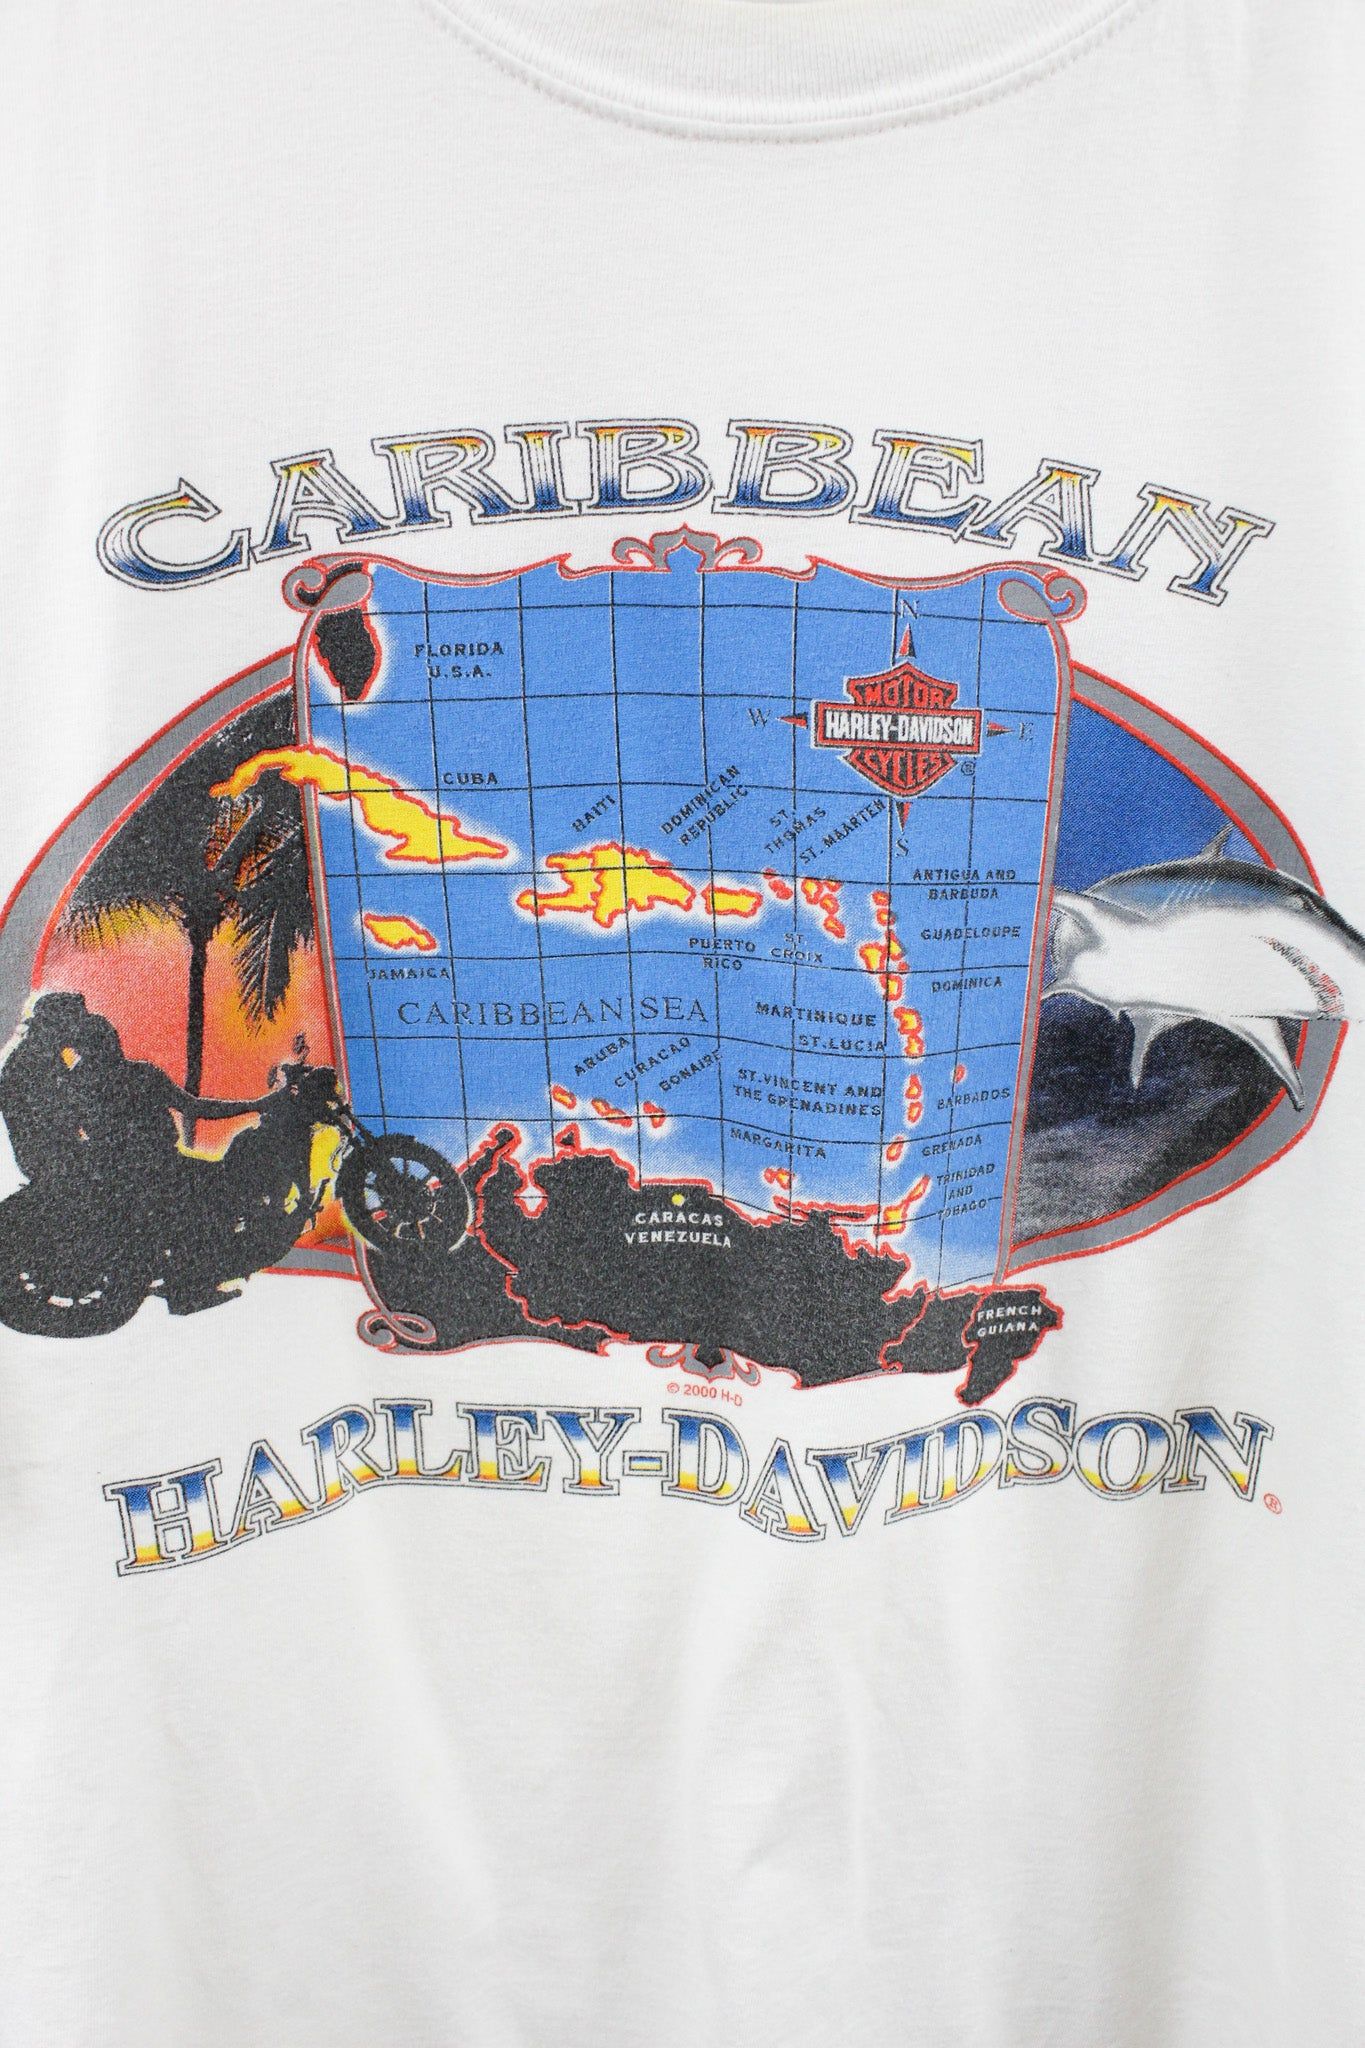 CARIBBEAN
N
FLORIDA
U.S.A.
MOTOR
W
HARLEY-DAVIDSON
E
CYCLES
®
S
CUBA
HAITI
DOMINICAN
REPUBLIC
ST.
THOMAS
ST. MAARTEN
ANTIGUA AND
BARBUDA
GUADELOUPE
PUERTO
RICO
ST.
CROIX
JAMAICA
DOMINICA
CARIBBEAN SEA
MARTINIQUE
ST. LUCIA
ARUBA
CURACAO
BONAIRE
ST. VINCENT AND
THE GRENADINES
BARBADOS
MARGARITA
GRENADA
TRINIDAD
AND
TOBAGO
CARACAS
VENEZUELA
FRENCH
GUIANA
© 2000 H-D
HARLEY-DAVIDSON
®